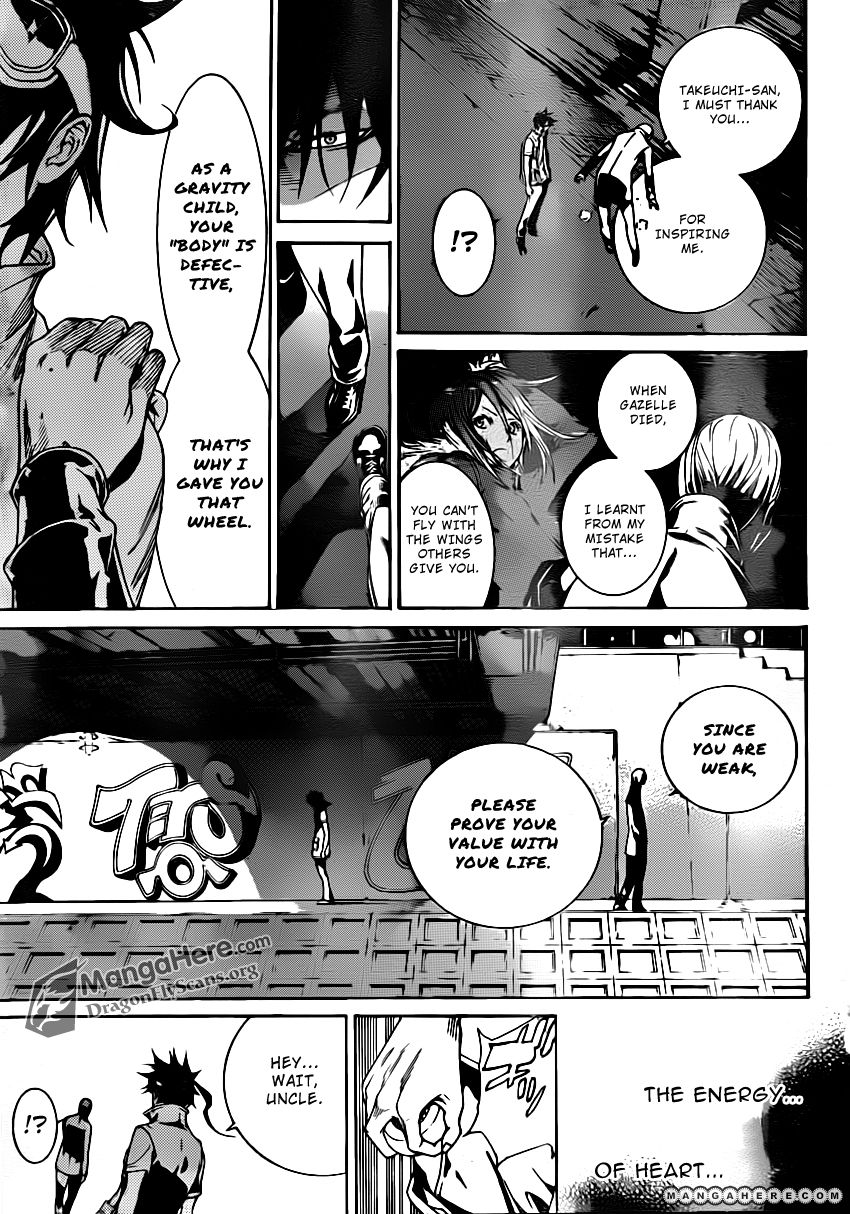 TAKEUCHI-SAN,
I MUST THANK
YOU...
FOR
INSPIRING
ME.
!?
WHEN
GAZELLE
DIED,
I LEARNT
FROM MY
MISTAKE
THAT...
YOU CAN'T
FLY WITH
THE WINGS
OTHERS
GIVE YOU.
AS A
GRAVITY
CHILD,
YOUR
"BODY" IS
DEFEC-
TIVE,
THAT'S
WHY I
GAVE YOU
THAT
WHEEL.
SINCE
YOU ARE
WEAK,
PLEASE
PROVE YOUR
VALUE WITH
YOUR LIFE.
MangaHere.com
DragonFlyScans.org
THE ENERGY...
OF HEART...
HEY...
WAIT,
UNCLE.
!?
MANGAHERE.COM